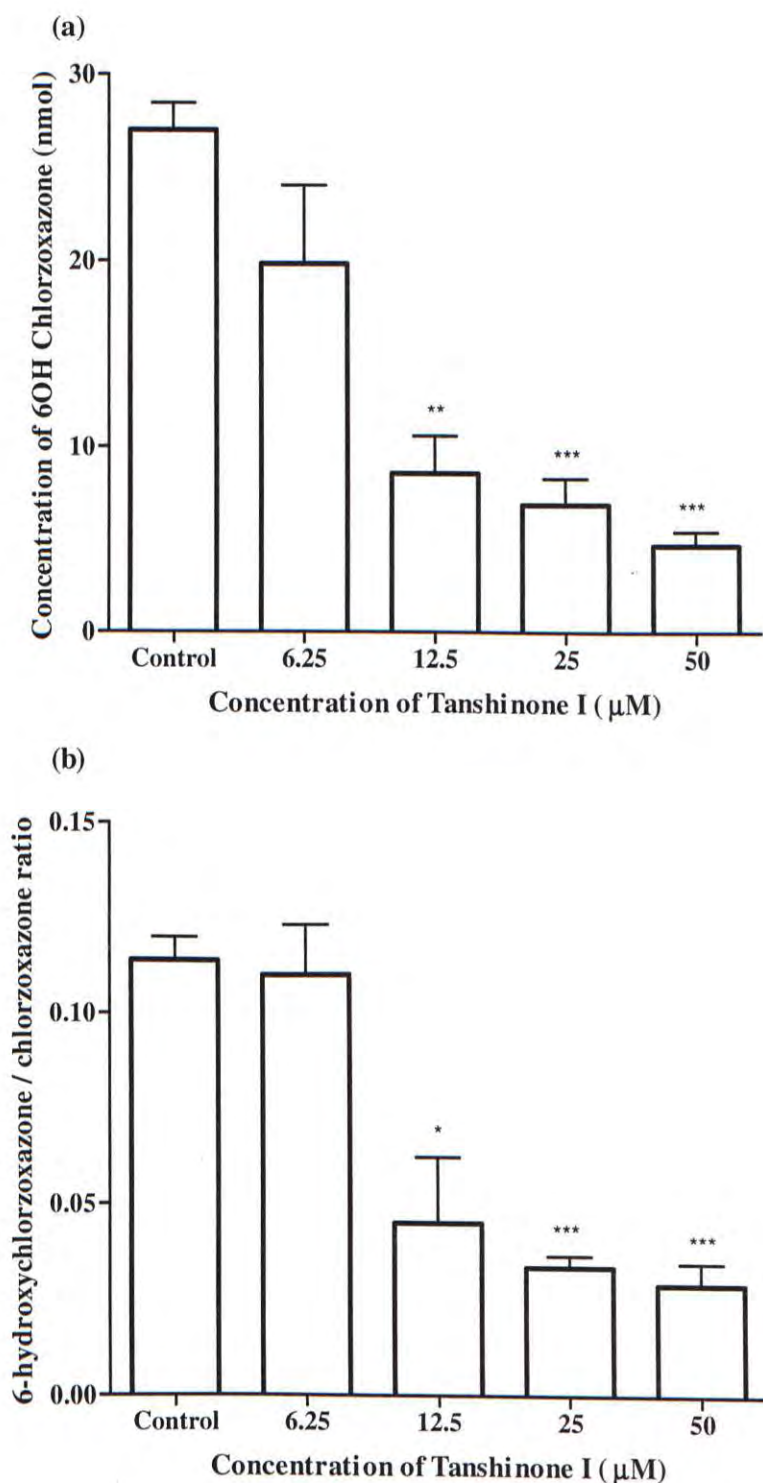 (a)
Concentration of 6OH Chlorzoxazone (nmol)
30
20
10
0
**
***
***
Control 6.25 12.5 25 50
Concentration of Tanshinone I (μM)
(b)
6-hydroxychlorzoxazone / chlorzoxazone ratio
0.15
0.10
0.05
0.00
*
***
***
Control 6.25 12.5 25 50
Concentration of Tanshinone I (μM)